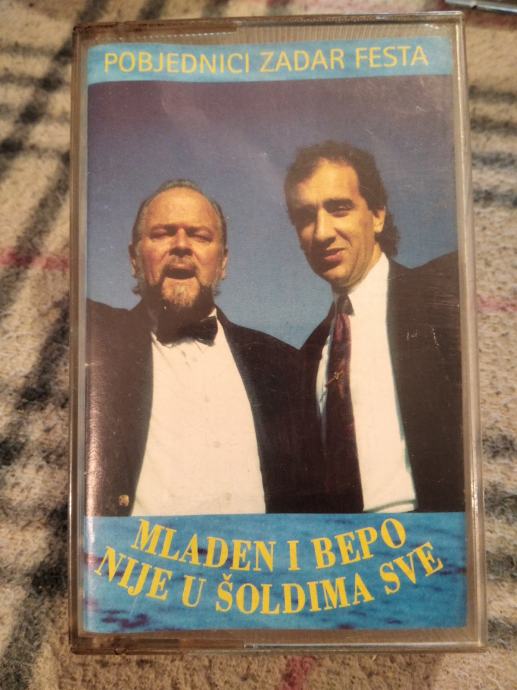 POBJEDNICI ZADAR FESTA
MLADEN I BEPO
NIJE U ŠOLDIMA SVE